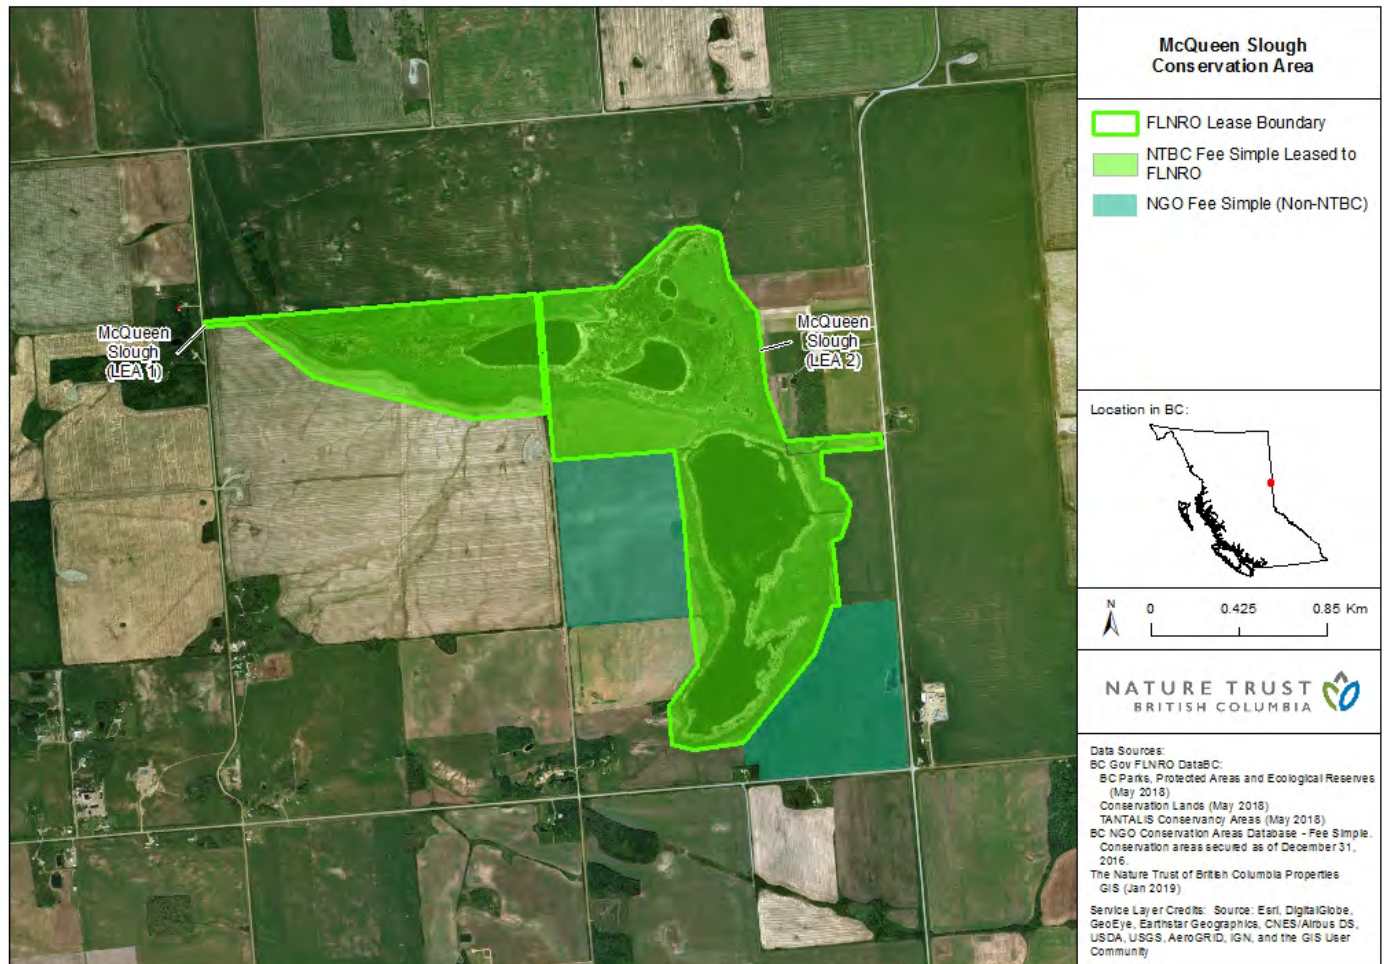 McQueen Slough
Conservation Area
FLNRO Lease Boundary
NTBC Fee Simple Leased to
FLNRO
NGO Fee Simple (Non-NTBC)
McQueen
Slough
(LEA 1)
McQueen
Slough
(LEA 2)
Location in BC:
N
0 0.425 0.85 Km
NATURE TRUST
BRITISH COLUMBIA
Data Sources:
BC Gov FLNRO DataBC:
BC Parks, Protected Areas and Ecological Reserves
(May 2018)
Conservation Lands (May 2018)
TANTALIS Conservancy Areas (May 2018)
BC NGO Conservation Areas Database - Fee Simple.
Conservation areas secured as of December 31,
2016.
The Nature Trust of British Columbia Properties
GIS (Jan 2019)
Service Layer Credits: Source: Esri, DigitalGlobe,
GeoEye, Earthstar Geographics, CNES/Airbus DS,
USDA, USGS, AeroGRID, IGN, and the GIS User
Community